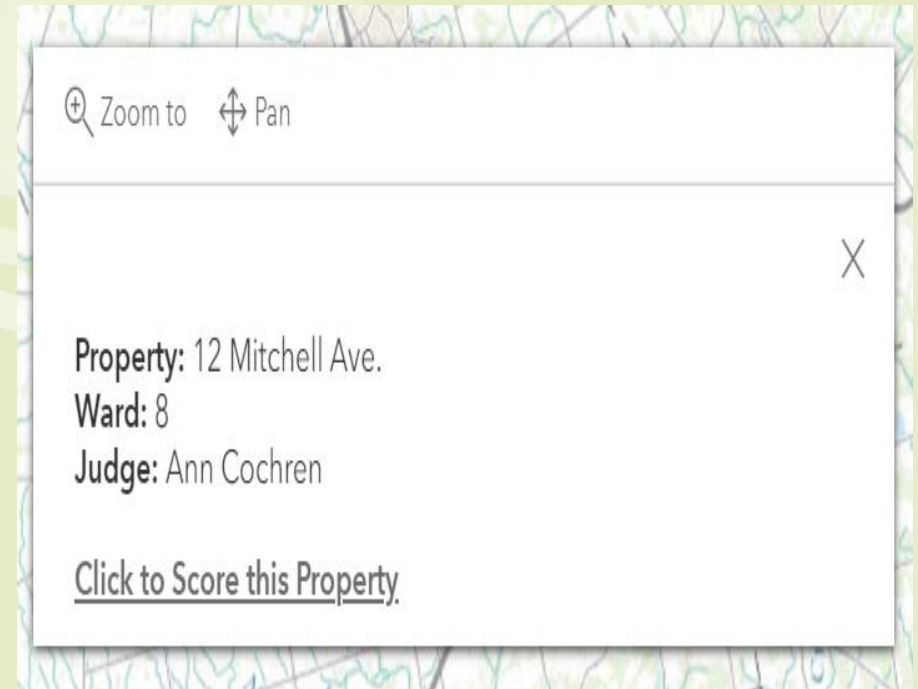 Zoom to Pan
X
Property: 12 Mitchell Ave.
Ward: 8
Judge: Ann Cochren
Click to Score this Property